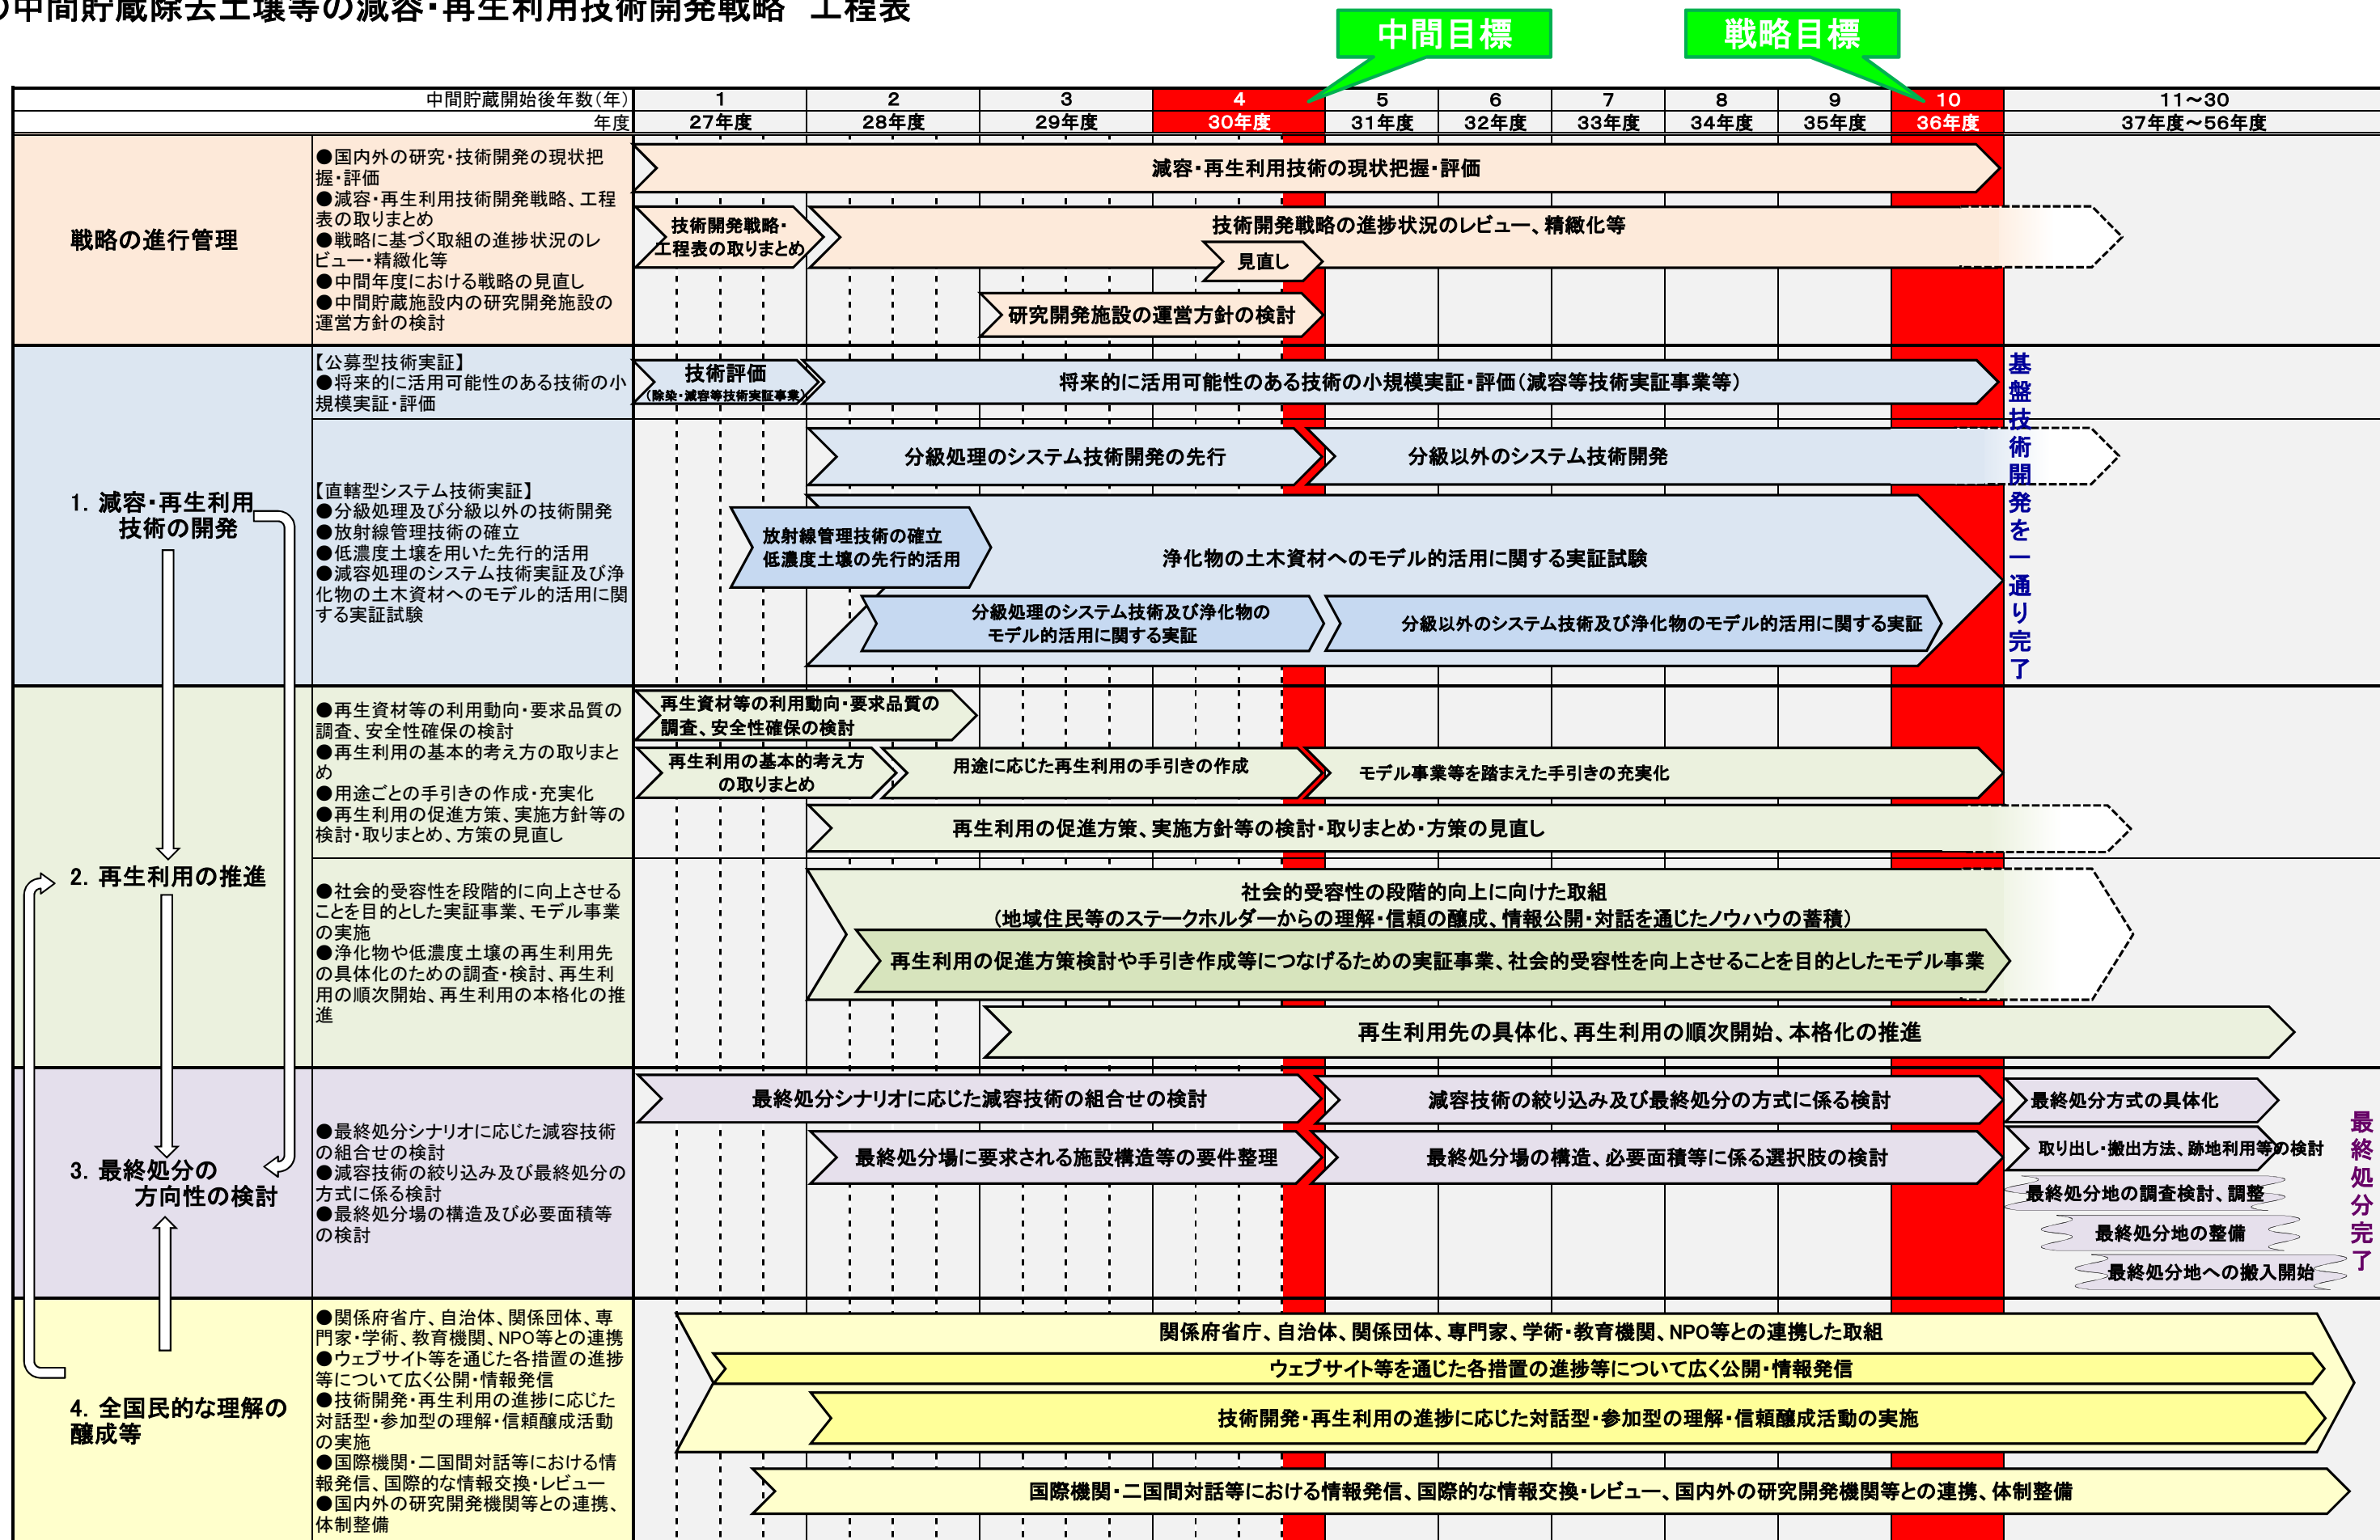 の中間貯蔵除去土壌等の減容・再生利用技術開発戦略　工程表
中間目標
戦略目標
中間貯蔵開始後年数（年）
1
2
3
4
5
6
7
8
9
10
11～30
年度
27年度
28年度
29年度
30年度
31年度
32年度
33年度
34年度
35年度
36年度
37年度～56年度
戦略の進行管理
●国内外の研究・技術開発の現状把
握・評価
●減容・再生利用技術開発戦略、工程
表の取りまとめ
●戦略に基づく取組の進捗状況のレ
ビュー・精緻化等
●中間年度における戦略の見直し
●中間貯蔵施設内の研究開発施設の
運営方針の検討
減容・再生利用技術の現状把握・評価
技術開発戦略・
工程表の取りまとめ
技術開発戦略の進捗状況のレビュー、精緻化等
見直し
研究開発施設の運営方針の検討
1．減容・再生利用
技術の開発
【公募型技術実証】
●将来的に活用可能性のある技術の小
規模実証・評価
技術評価
（除染・減容等技術実証事業）
将来的に活用可能性のある技術の小規模実証・評価（減容等技術実証事業等）
【直轄型システム技術実証】
●分級処理及び分級以外の技術開発
●放射線管理技術の確立
●低濃度土壌を用いた先行的活用
●減容処理のシステム技術実証及び浄
化物の土木資材へのモデル的活用に関
する実証試験
分級処理のシステム技術開発の先行
分級以外のシステム技術開発
放射線管理技術の確立
低濃度土壌の先行的活用
浄化物の土木資材へのモデル的活用に関する実証試験
分級処理のシステム技術及び浄化物の
モデル的活用に関する実証
分級以外のシステム技術及び浄化物のモデル的活用に関する実証
基盤技術開発を一通り完了
2．再生利用の推進
●再生資材等の利用動向・要求品質の
調査、安全性確保の検討
●再生利用の基本的考え方の取りまと
め
●用途ごとの手引きの作成・充実化
●再生利用の促進方策、実施方針等の
検討・取りまとめ、方策の見直し
再生資材等の利用動向・要求品質の
調査、安全性確保の検討
再生利用の基本的考え方
の取りまとめ
用途に応じた再生利用の手引きの作成
モデル事業等を踏まえた手引きの充実化
再生利用の促進方策、実施方針等の検討・取りまとめ・方策の見直し
●社会的受容性を段階的に向上させる
ことを目的とした実証事業、モデル事業
の実施
●浄化物や低濃度土壌の再生利用先
の具体化のための調査・検討、再生利
用の順次開始、再生利用の本格化の推
進
社会的受容性の段階的向上に向けた取組
（地域住民等のステークホルダーからの理解・信頼の醸成、情報公開・対話を通じたノウハウの蓄積）
再生利用の促進方策検討や手引き作成等につなげるための実証事業、社会的受容性を向上させることを目的としたモデル事業
再生利用先の具体化、再生利用の順次開始、本格化の推進
3．最終処分の
方向性の検討
●最終処分シナリオに応じた減容技術
の組合せの検討
●減容技術の絞り込み及び最終処分の
方式に係る検討
●最終処分場の構造及び必要面積等
の検討
最終処分シナリオに応じた減容技術の組合せの検討
減容技術の絞り込み及び最終処分の方式に係る検討
最終処分方式の具体化
最終処分場に要求される施設構造等の要件整理
最終処分場の構造、必要面積等に係る選択肢の検討
取り出し・搬出方法、跡地利用等の検討
最終処分地の調査検討、調整
最終処分地の整備
最終処分地への搬入開始
最終処分完了
4．全国民的な理解の
醸成等
●関係府省庁、自治体、関係団体、専
門家・学術、教育機関、NPO等との連携
●ウェブサイト等を通じた各措置の進捗
等について広く公開・情報発信
●技術開発・再生利用の進捗に応じた
対話型・参加型の理解・信頼醸成活動
の実施
●国際機関・二国間対話等における情
報発信、国際的な情報交換・レビュー
●国内外の研究開発機関等との連携、
体制整備
関係府省庁、自治体、関係団体、専門家、学術・教育機関、NPO等との連携した取組
ウェブサイト等を通じた各措置の進捗等について広く公開・情報発信
技術開発・再生利用の進捗に応じた対話型・参加型の理解・信頼醸成活動の実施
国際機関・二国間対話等における情報発信、国際的な情報交換・レビュー、国内外の研究開発機関等との連携、体制整備